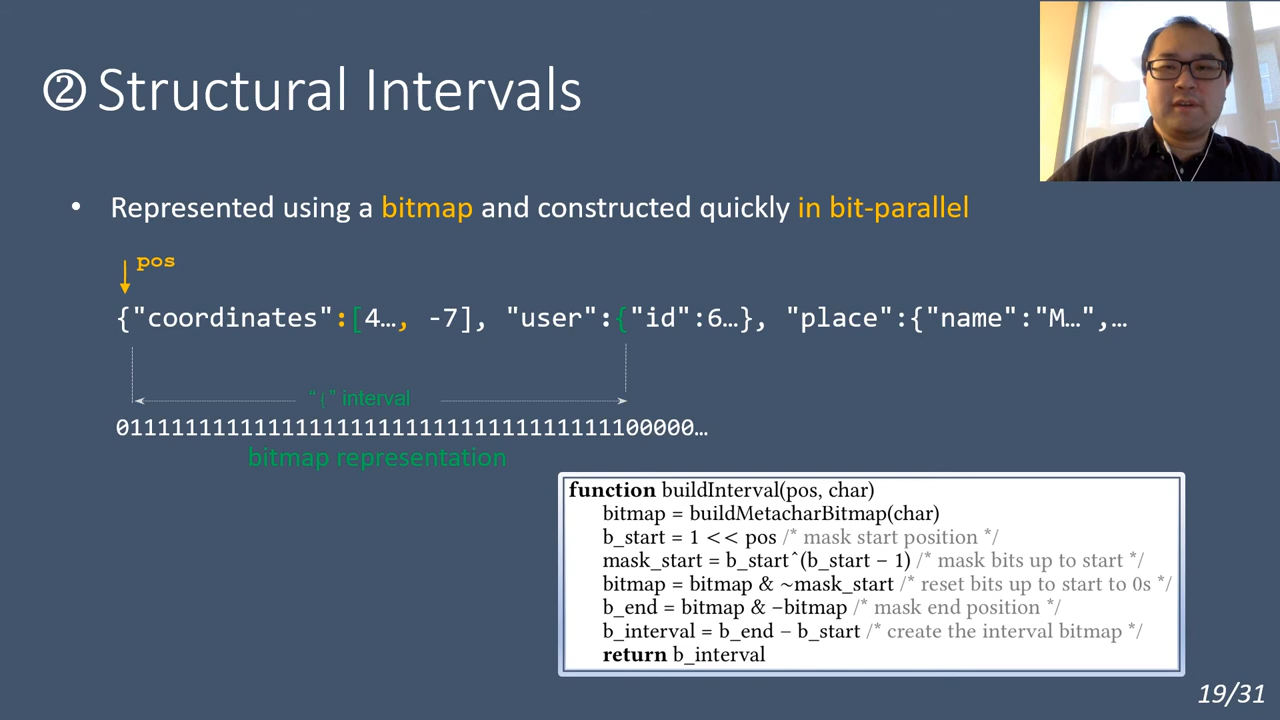 ② Structural Intervals
• Represented using a bitmap and constructed quickly in bit-parallel
pos
{"coordinates":[4…, -7], "user":{"id":6…}, "place":{"name":"M…",…
"{" interval
011111111111111111111111111111111111100000…
bitmap representation
function buildInterval(pos, char)
bitmap = buildMetacharBitmap(char)
b_start = 1 << pos /* mask start position */
mask_start = b_start^(b_start − 1) /* mask bits up to start */
bitmap = bitmap & ~mask_start /* reset bits up to start to 0s */
b_end = bitmap & −bitmap /* mask end position */
b_interval = b_end − b_start /* create the interval bitmap */
return b_interval
19/31